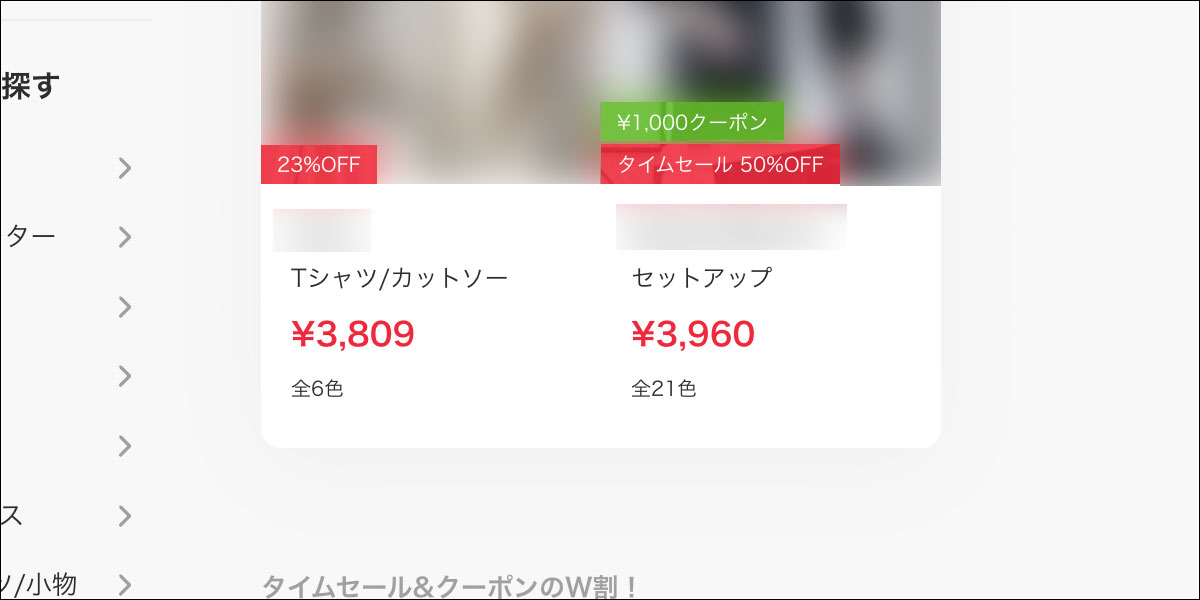 探す
ター
ス
ツ/小物
23%OFF
Tシャツ/カットソー
¥3,809
全6色
¥1,000クーポン
タイムセール 50%OFF
セットアップ
¥3,960
全21色
タイムセール&クーポンのW割！